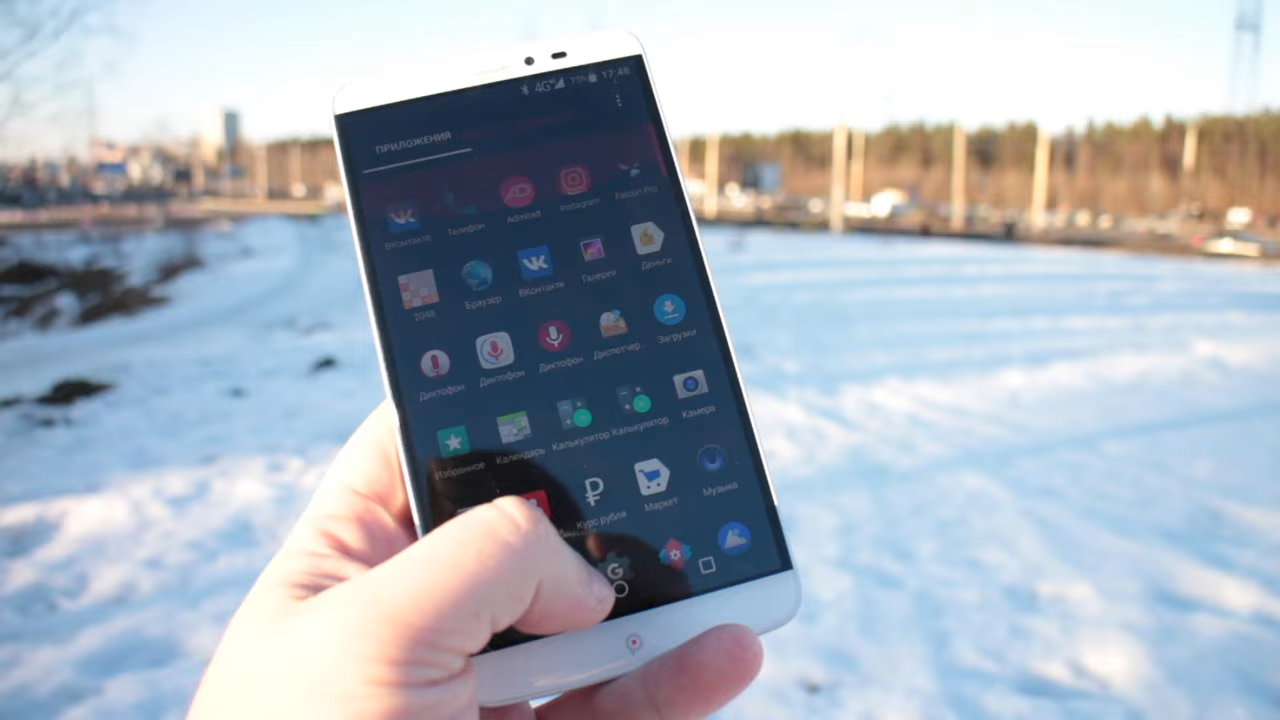 4G 73% 17:48
ПРИЛОЖЕНИЯ
ВКонтакте Телефон Admitad Instagram Falcon Pro
2048 Браузер ВКонтакте Галерея Деньги
Диктофон Диктофон Диктофон Диспетчер Загрузки
Избранное Календарь Калькулятор Калькулятор Камера
Курс рубля Маркет Музыка